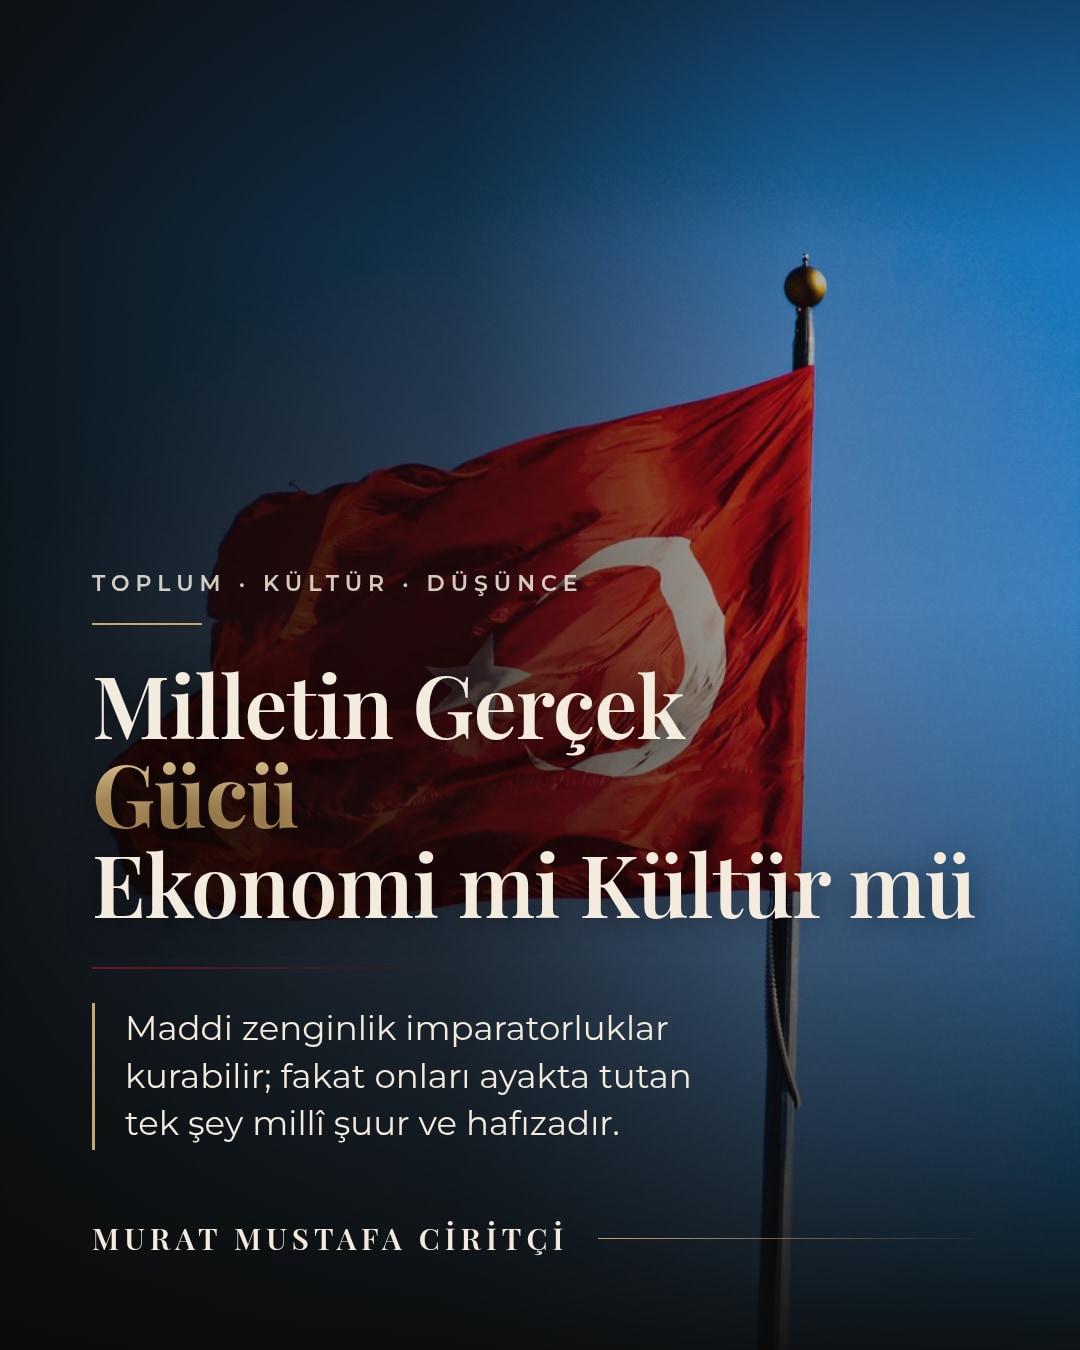 TOPLUM · KÜLTÜR · DÜŞÜNCE
Milletin Gerçek
Gücü
Ekonomi mi Kültür mü
Maddi zenginlik imparatorluklar
kurabilir; fakat onları ayakta tutan
tek şey millî şuur ve hafızadır.
MURAT MUSTAFA CİRİTÇİ